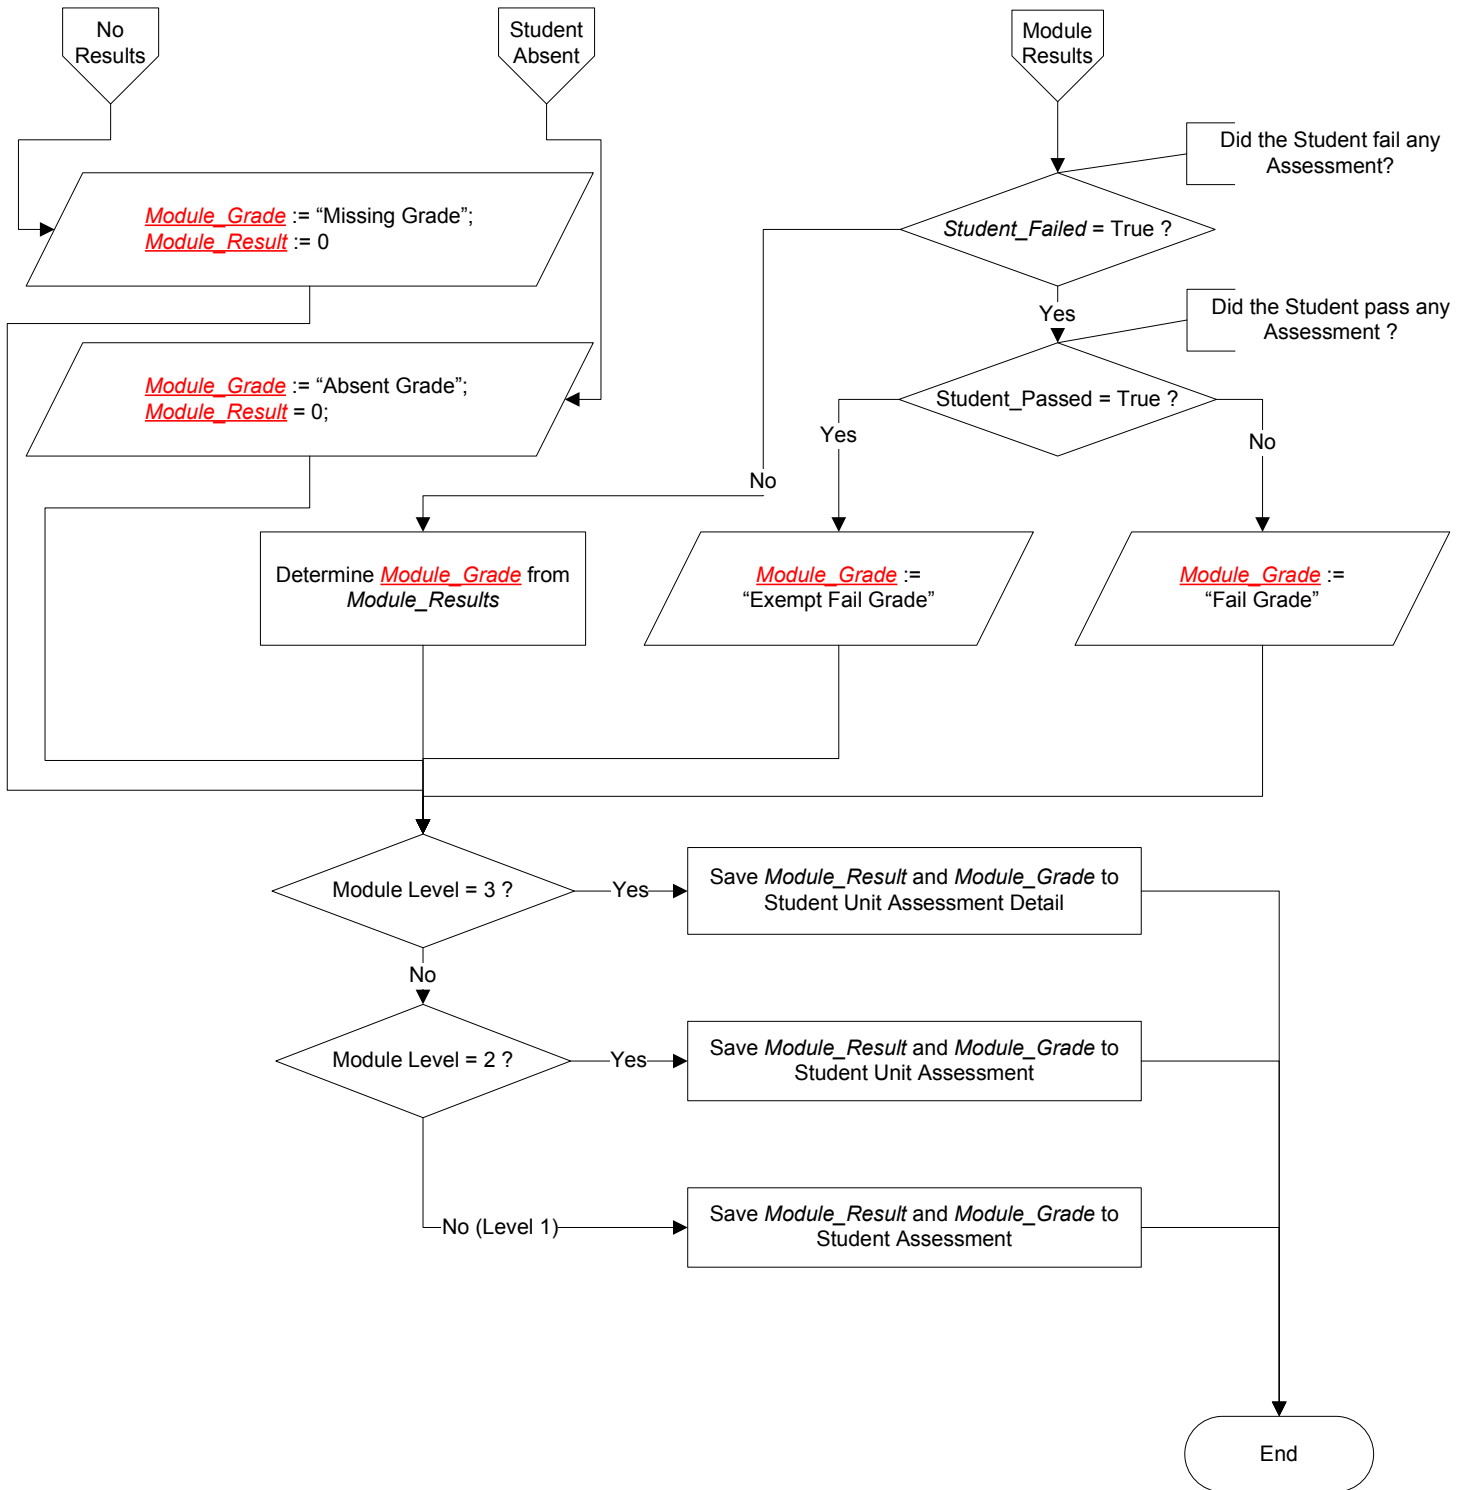 No
Results
Student
Absent
Module
Results
Did the Student fail any
Assessment?
Module_Grade := “Missing Grade”;
Module_Result := 0
Student_Failed = True ?
Yes
Did the Student pass any
Assessment ?
Module_Grade := “Absent Grade”;
Module_Result = 0;
Student_Passed = True ?
Yes
No
No
Determine Module_Grade from
Module_Results
Module_Grade :=
“Exempt Fail Grade”
Module_Grade :=
“Fail Grade”
Module Level = 3 ?
Yes
Save Module_Result and Module_Grade to
Student Unit Assessment Detail
No
Module Level = 2 ?
Yes
Save Module_Result and Module_Grade to
Student Unit Assessment
No (Level 1)
Save Module_Result and Module_Grade to
Student Assessment
End